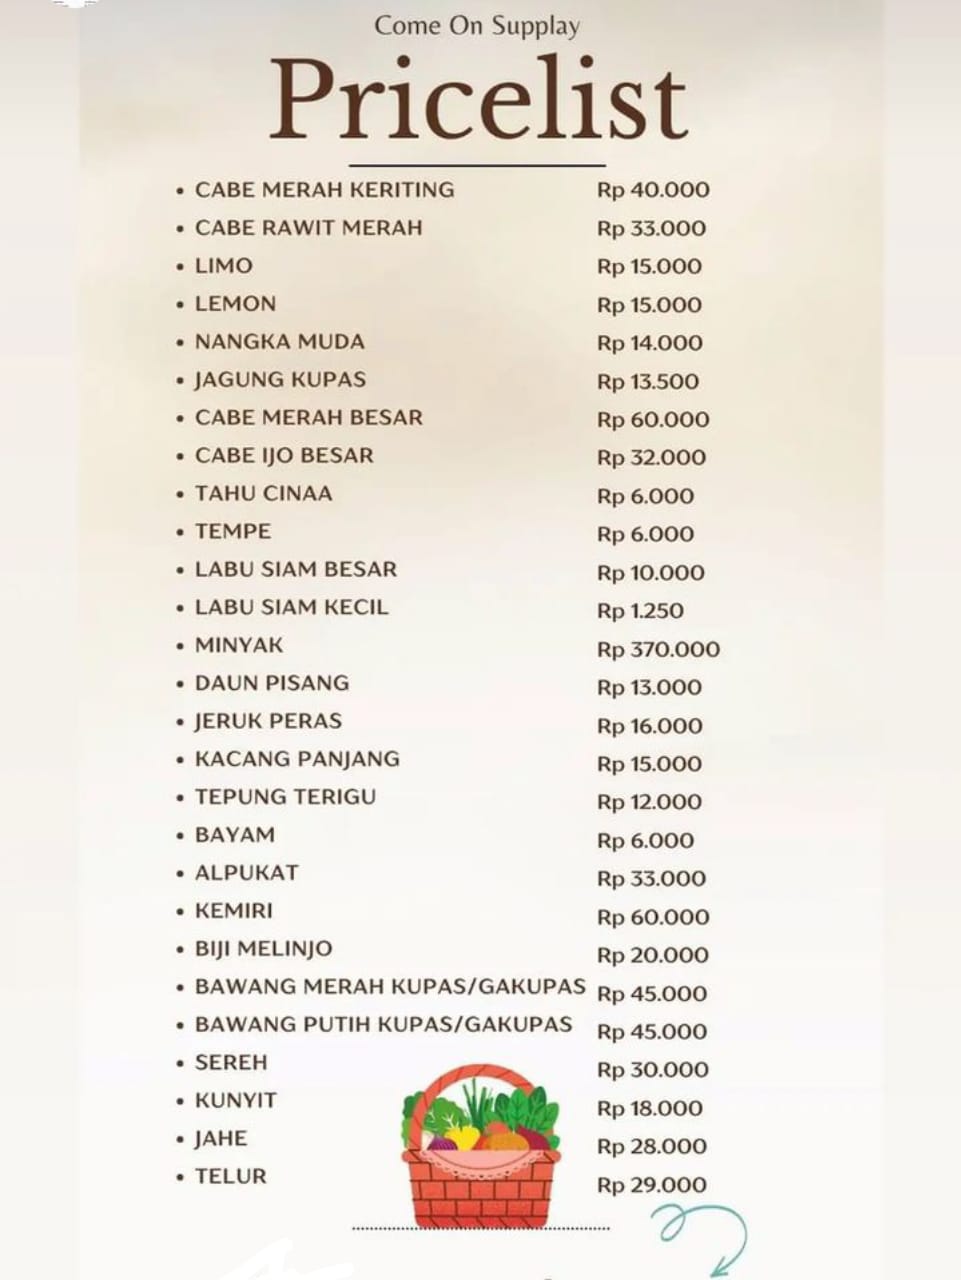 Come On Supplay
Pricelist
• CABE MERAH KERITING Rp 40.000
• CABE RAWIT MERAH Rp 33.000
• LIMO Rp 15.000
• LEMON Rp 15.000
• NANGKA MUDA Rp 14.000
• JAGUNG KUPAS Rp 13.500
• CABE MERAH BESAR Rp 60.000
• CABE IJO BESAR Rp 32.000
• TAHU CINAA Rp 6.000
• TEMPE Rp 6.000
• LABU SIAM BESAR Rp 10.000
• LABU SIAM KECIL Rp 1.250
• MINYAK Rp 370.000
• DAUN PISANG Rp 13.000
• JERUK PERAS Rp 16.000
• KACANG PANJANG Rp 15.000
• TEPUNG TERIGU Rp 12.000
• BAYAM Rp 6.000
• ALPUKAT Rp 33.000
• KEMIRI Rp 60.000
• BIJI MELINJO Rp 20.000
• BAWANG MERAH KUPAS/GAKUPAS Rp 45.000
• BAWANG PUTIH KUPAS/GAKUPAS Rp 45.000
• SEREH Rp 30.000
• KUNYIT Rp 18.000
• JAHE Rp 28.000
• TELUR Rp 29.000